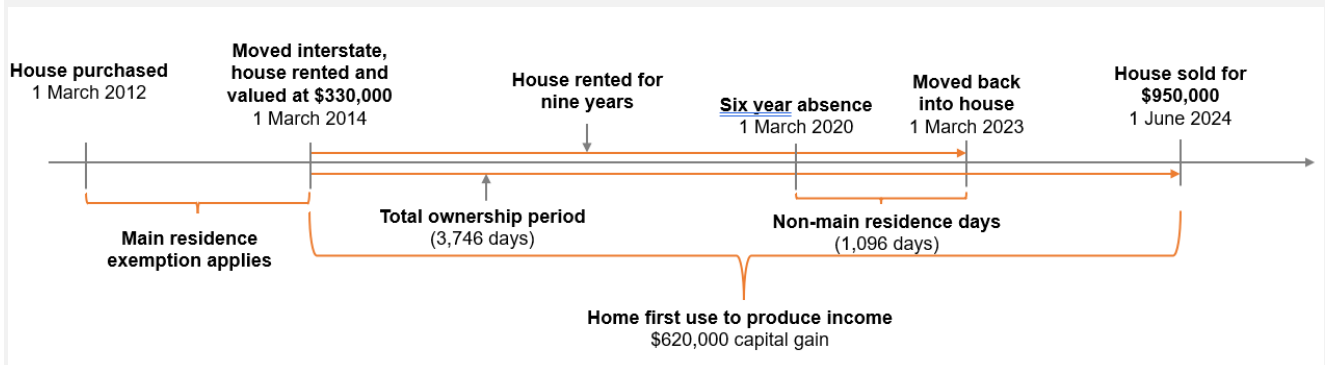 House purchased
1 March 2012
Moved interstate,
house rented and
valued at $330,000
1 March 2014
House rented for
nine years
Six year absence
1 March 2020
Moved back
into house
1 March 2023
House sold for
$950,000
1 June 2024
Main residence
exemption applies
Total ownership period
(3,746 days)
Non-main residence days
(1,096 days)
Home first use to produce income
$620,000 capital gain